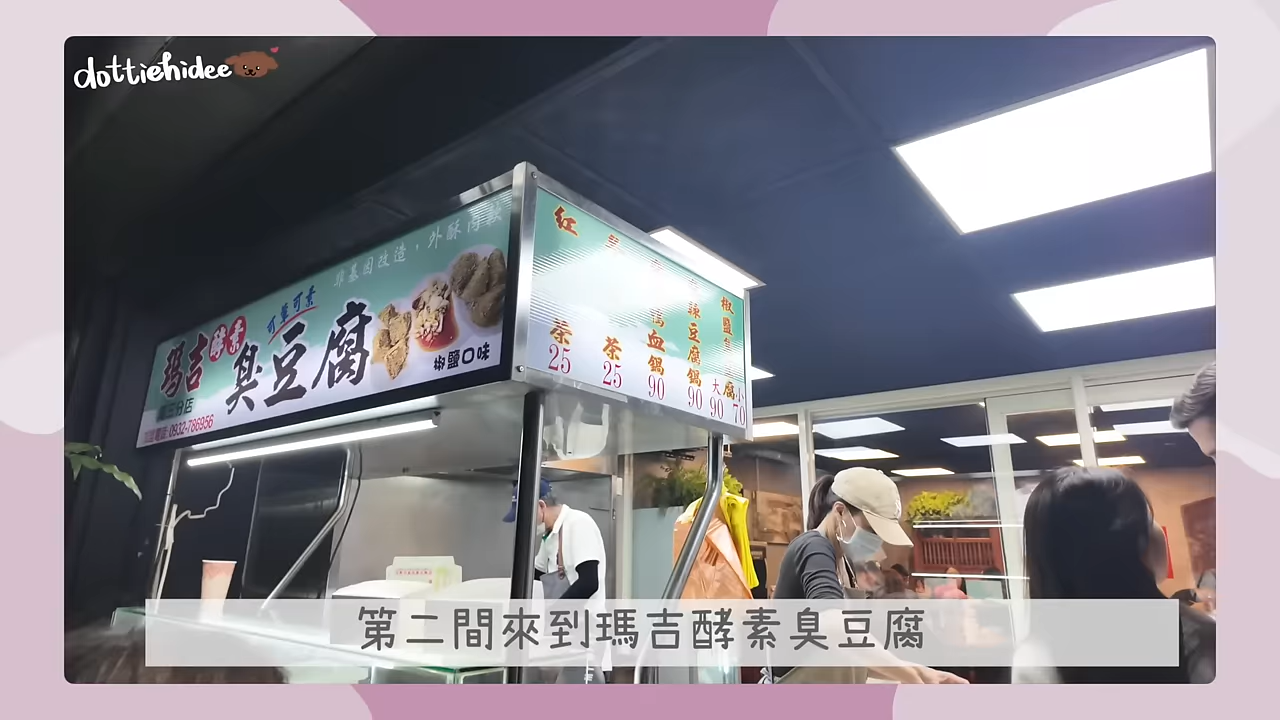 dottiehidee
非基因改造，外酥內軟
可葷可素
瑪吉酵素臭豆腐
椒鹽口味
0932-786956
紅茶 25
茶 25
血鍋 90
辣豆腐鍋 90
椒鹽
大 90
小 70
第二間來到瑪吉酵素臭豆腐